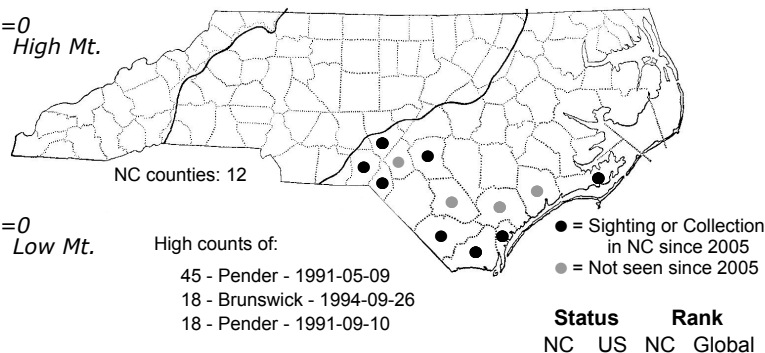 =0
High Mt.
NC counties: 12
=0
Low Mt.
High counts of:
45 - Pender - 1991-05-09
18 - Brunswick - 1994-09-26
18 - Pender - 1991-09-10
= Sighting or Collection
in NC since 2005
= Not seen since 2005
Status Rank
NC US NC Global